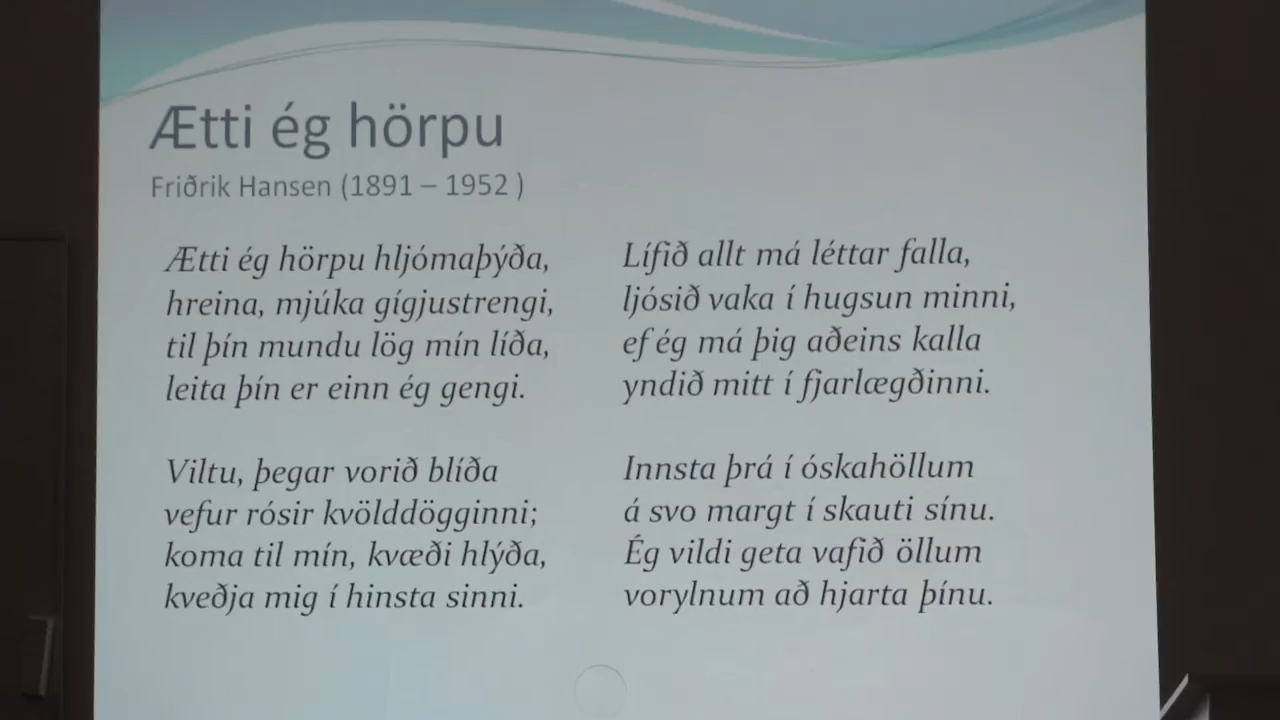 Ætti ég hörpu
Friðrik Hansen (1891 – 1952 )
Ætti ég hörpu hljómaþýða,
hreina, mjúka gígjustrengi,
til þín mundu lög mín líða,
leita þín er einn ég gengi.
Viltu, þegar vorið blíða
vefur rósir kvölddögginni;
koma til mín, kvæði hlýða,
kveðja mig í hinsta sinni.
Lífið allt má léttar falla,
ljósið vaka í hugsun minni,
ef ég má þig aðeins kalla
yndið mitt í fjarlægðinni.
Innsta þrá í óskahöllum
á svo margt í skauti sínu.
Ég vildi geta vafið öllum
vorylnum að hjarta þínu.